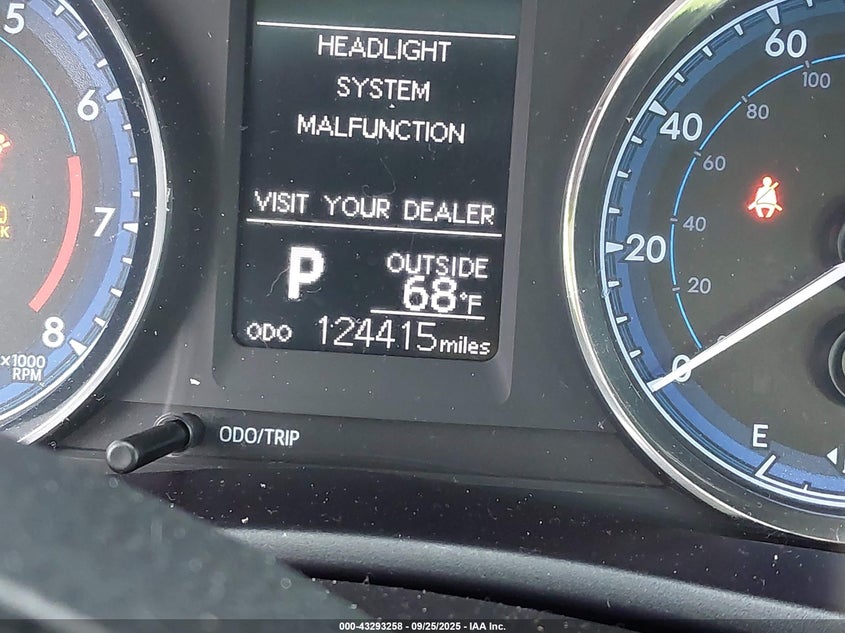 5
6
7
8
x1000
RPM
K
HEADLIGHT
SYSTEM
MALFUNCTION
VISIT YOUR DEALER
P
OUTSIDE
68°F
ODO 124415 miles
ODO/TRIP
60
100
80
40
60
40
20
20
0
E
000-43293258 - 09/25/2025 - IAA Inc.